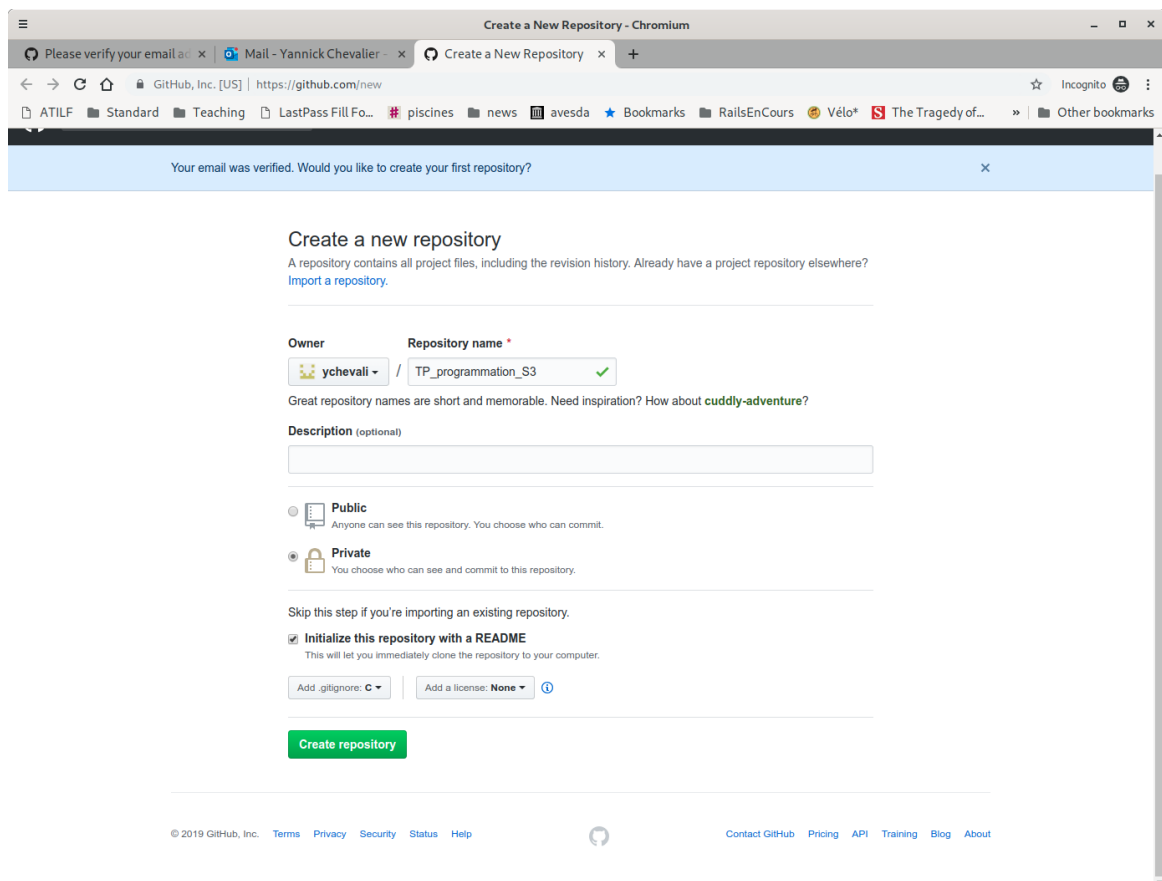 Create a New Repository - Chromium
Please verify your email ad
Mail - Yannick Chevalier -
Create a New Repository
GitHub, Inc. [US] | https://github.com/new
Incognito
ATILF Standard Teaching LastPass Fill Fo... piscines news avesda Bookmarks RailsEnCours Vélo* The Tragedy of... » Other bookmarks
Your email was verified. Would you like to create your first repository?
Create a new repository
A repository contains all project files, including the revision history. Already have a project repository elsewhere?
Import a repository.
Owner Repository name *
ychevali / TP_programmation_S3
Great repository names are short and memorable. Need inspiration? How about cuddly-adventure?
Description (optional)
Public
Anyone can see this repository. You choose who can commit.
Private
You choose who can see and commit to this repository.
Skip this step if you're importing an existing repository.
Initialize this repository with a README
This will let you immediately clone the repository to your computer.
Add .gitignore: C Add a license: None
Create repository
© 2019 GitHub, Inc. Terms Privacy Security Status Help Contact GitHub Pricing API Training Blog About